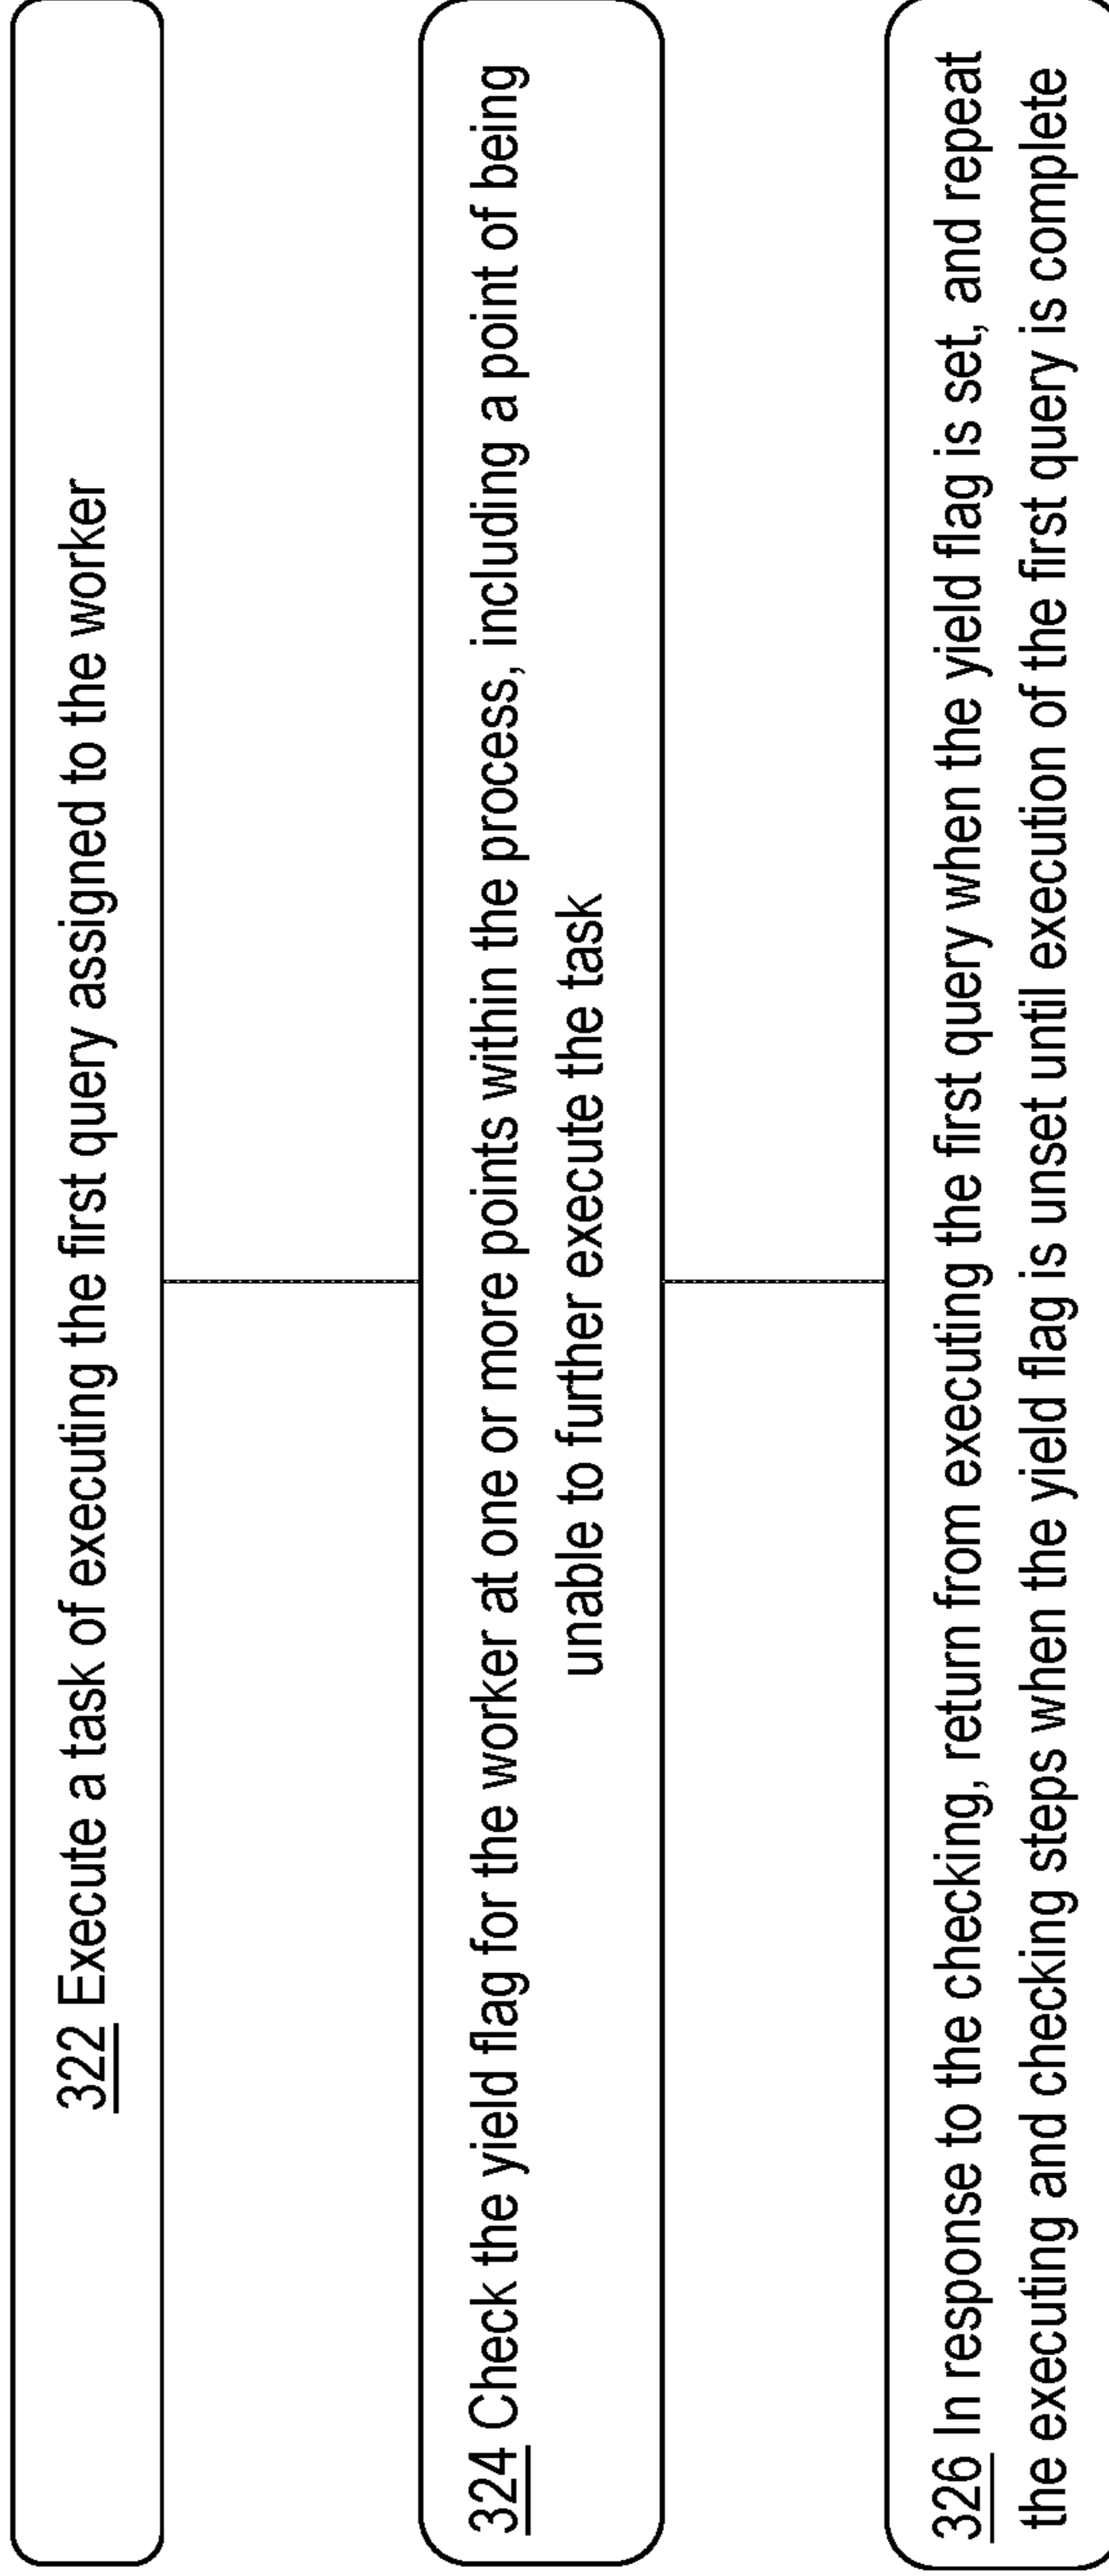 322 Execute a task of executing the first query assigned to the worker
324 Check the yield flag for the worker at one or more points within the process, including a point of being
unable to further execute the task
326 In response to the checking, return from executing the first query when the yield flag is set, and repeat
the executing and checking steps when the yield flag is unset until execution of the first query is complete